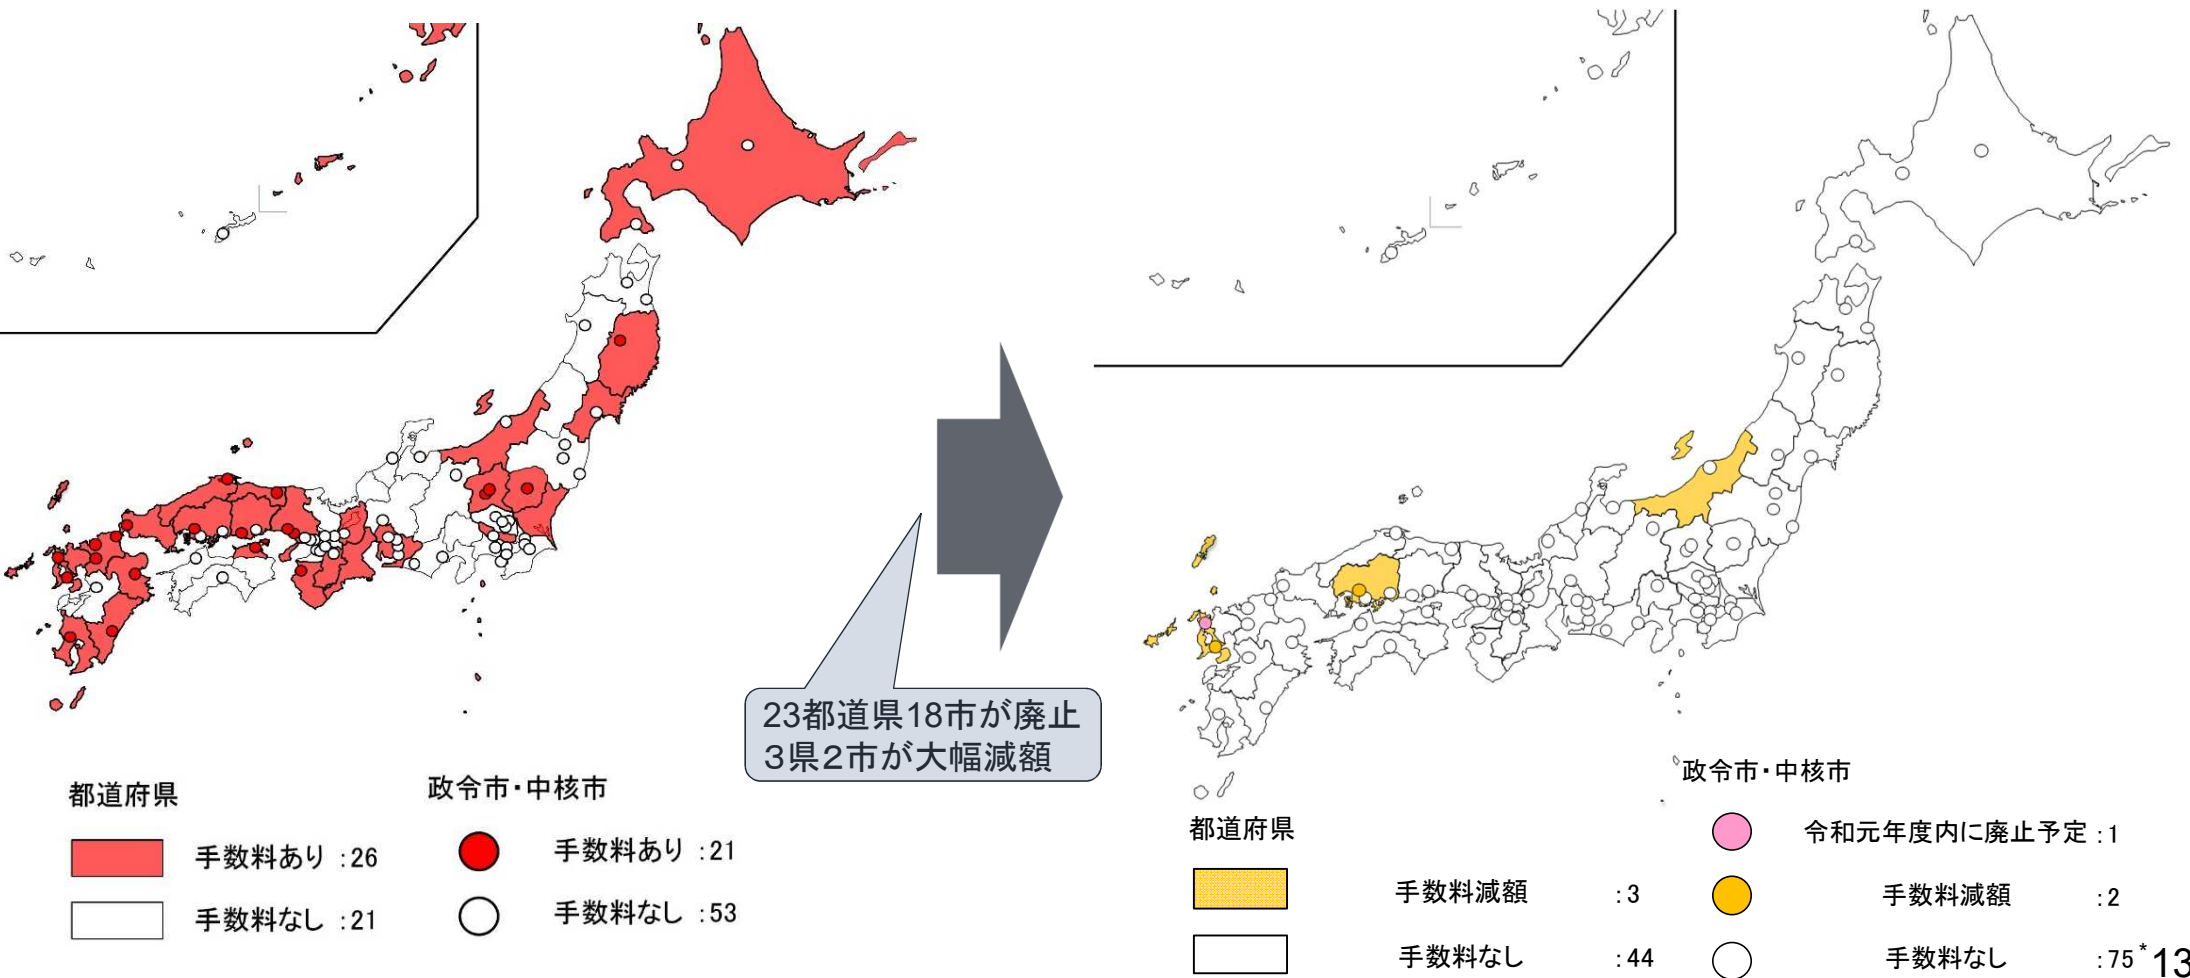 23都道県18市が廃止
3県2市が大幅減額
都道府県
手数料あり :26
手数料なし :21
政令市・中核市
手数料あり :21
手数料なし :53
都道府県
手数料減額 :3
手数料なし :44
政令市・中核市
令和元年度内に廃止予定 :1
手数料減額 :2
手数料なし :75*
13